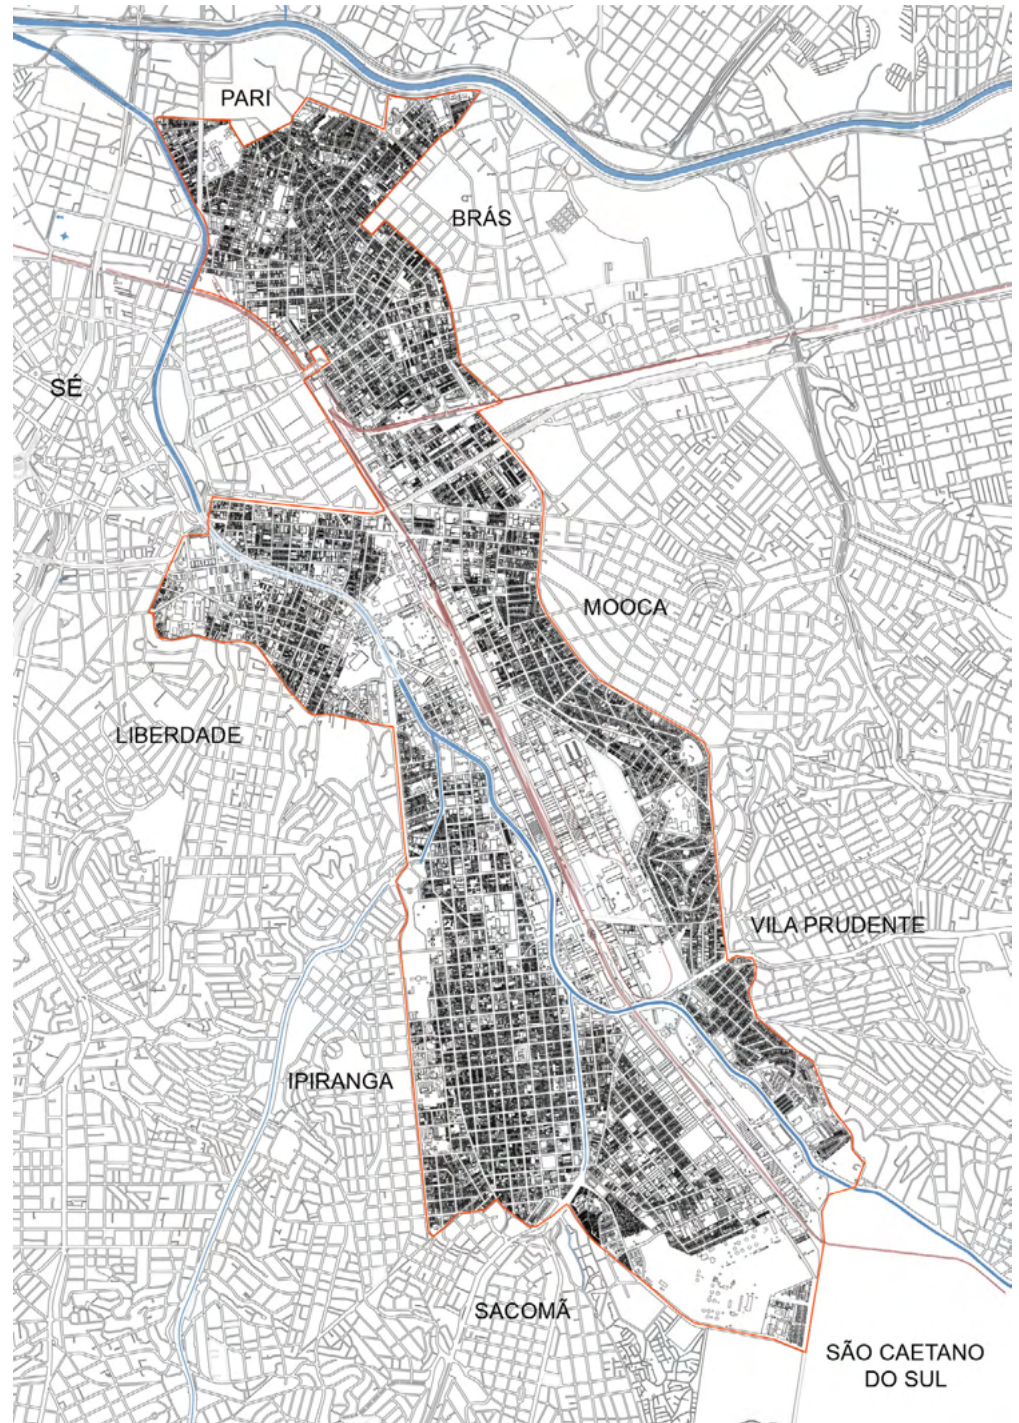 PARI
BRÁS
SÉ
MOOCA
LIBERDADE
VILA PRUDENTE
IPIRANGA
SACOMÃ
SÃO CAETANO
DO SUL